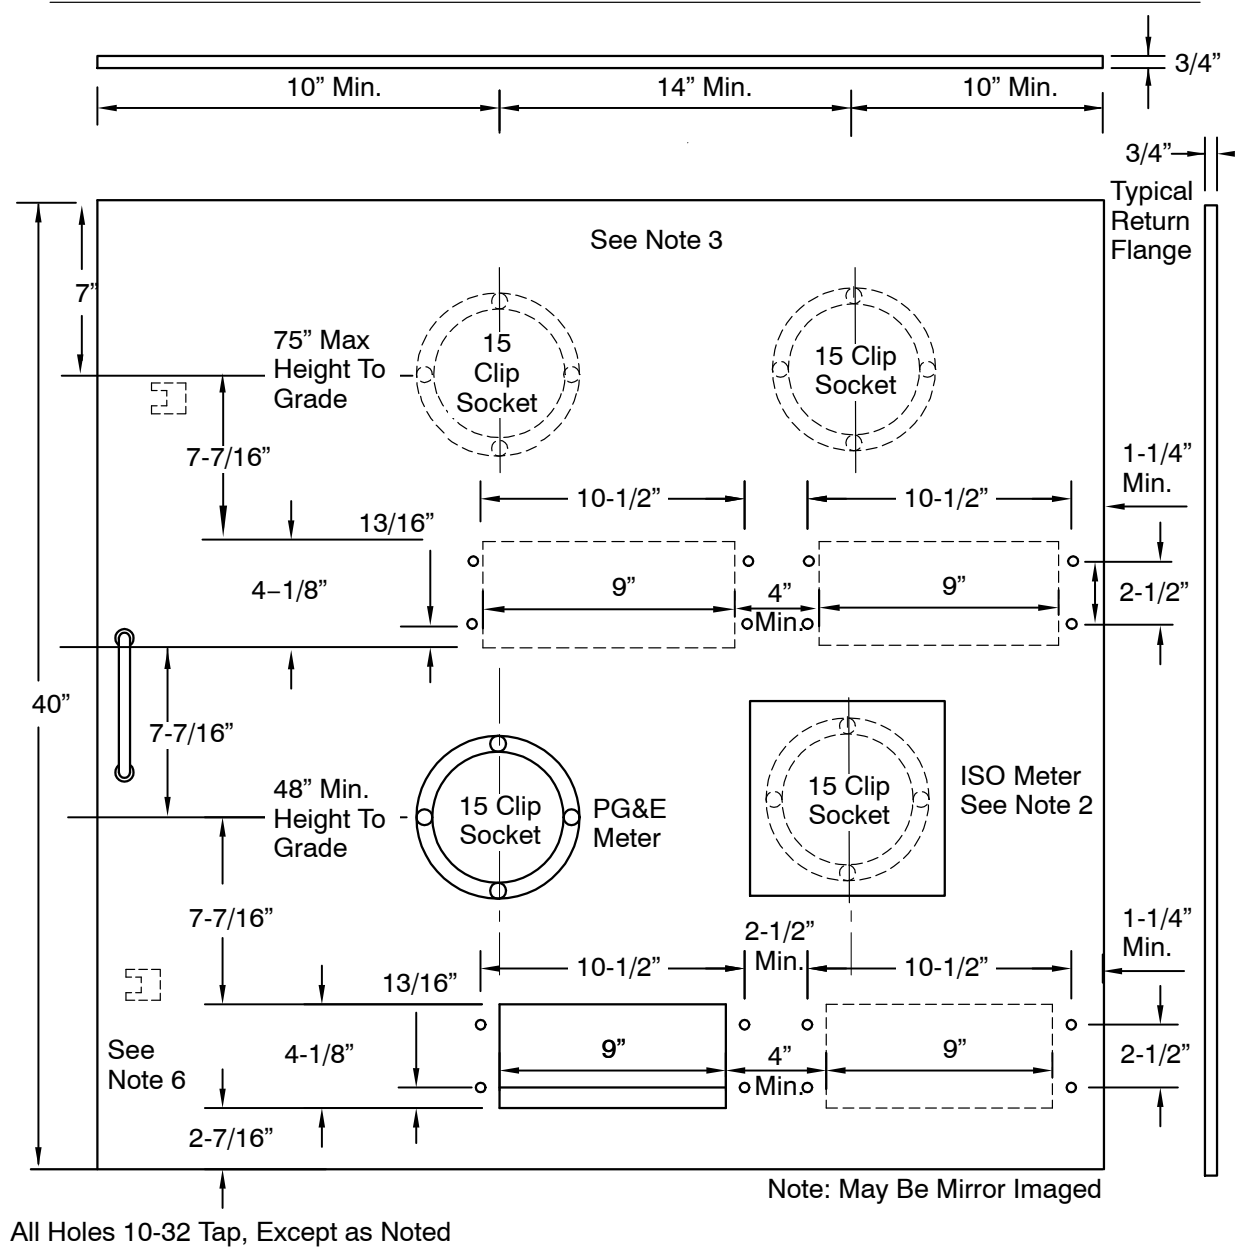 3/4”
10” Min.
14” Min.
10” Min.
3/4”
Typical
Return
Flange
See Note 3
7”
75” Max
Height To
Grade
15
Clip
Socket
15 Clip
Socket
7-7/16”
1-1/4”
Min.
10-1/2”
10-1/2”
13/16”
4–1/8”
9”
4”
Min.
9”
2-1/2”
40”
7-7/16”
48” Min.
Height To
Grade
15 Clip
Socket
PG&E
Meter
15 Clip
Socket
ISO Meter
See Note 2
7-7/16”
2-1/2”
Min.
1-1/4”
Min.
10-1/2”
10-1/2”
13/16”
See
Note 6
4-1/8”
9”
4”
Min.
9”
2-1/2”
2-7/16”
Note: May Be Mirror Imaged
All Holes 10-32 Tap, Except as Noted